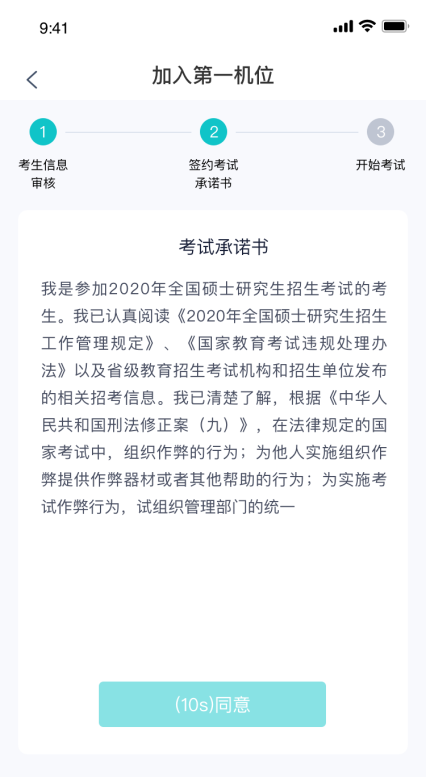 9:41
加入第一机位
1
2
3
考生信息
审核
签约考试
承诺书
开始考试
考试承诺书
我是参加2020年全国硕士研究生招生考试的考
生。我已认真阅读《2020年全国硕士研究生招生
工作管理规定》、《国家教育考试违规处理办
法》以及省级教育招生考试机构和招生单位发布
的相关招考信息。我已清楚了解，根据《中华人
民共和国刑法修正案（九）》，在法律规定的国
家考试中，组织作弊的行为；为他人实施组织作
弊提供作弊器材或者其他帮助的行为；为实施考
试作弊行为，试组织管理部门的统一
(10s)同意